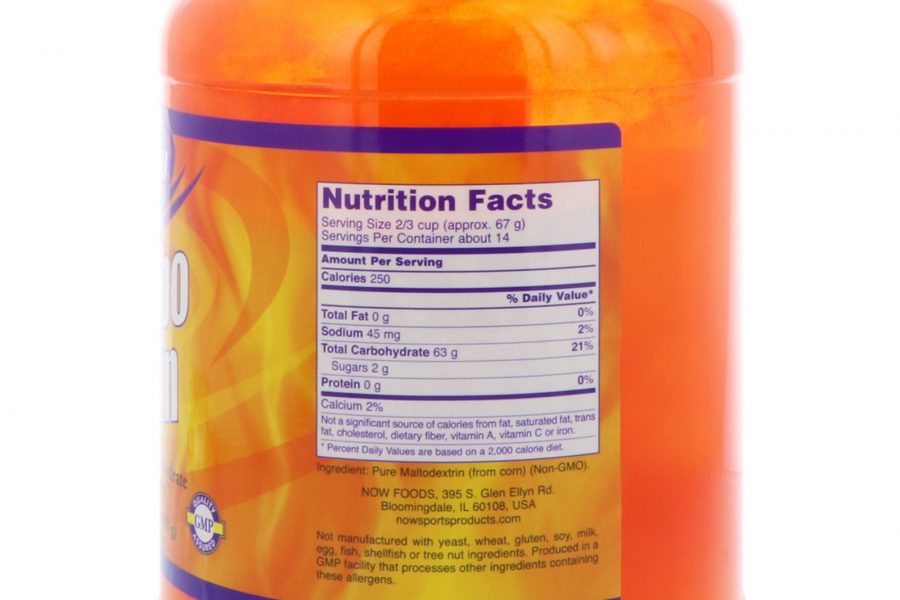 Nutrition Facts
Serving Size 2/3 cup (approx. 67 g)
Servings Per Container about 14
Amount Per Serving
Calories 250
% Daily Value*
Total Fat 0 g 0%
Sodium 45 mg 2%
Total Carbohydrate 63 g 21%
Sugars 2 g
Protein 0 g 0%
Calcium 2%
Not a significant source of calories from fat, saturated fat, trans
fat, cholesterol, dietary fiber, vitamin A, vitamin C or iron.
* Percent Daily Values are based on a 2,000 calorie diet.
Ingredient: Pure Maltodextrin (from corn) (Non-GMO).
NOW FOODS, 395 S. Glen Ellyn Rd.
Bloomingdale, IL 60108, USA
nowsportsproducts.com
Not manufactured with yeast, wheat, gluten, soy, milk,
egg, fish, shellfish or tree nut ingredients. Produced in a
GMP facility that processes other ingredients containing
these allergens.
QUALITY
GMP
ASSURED